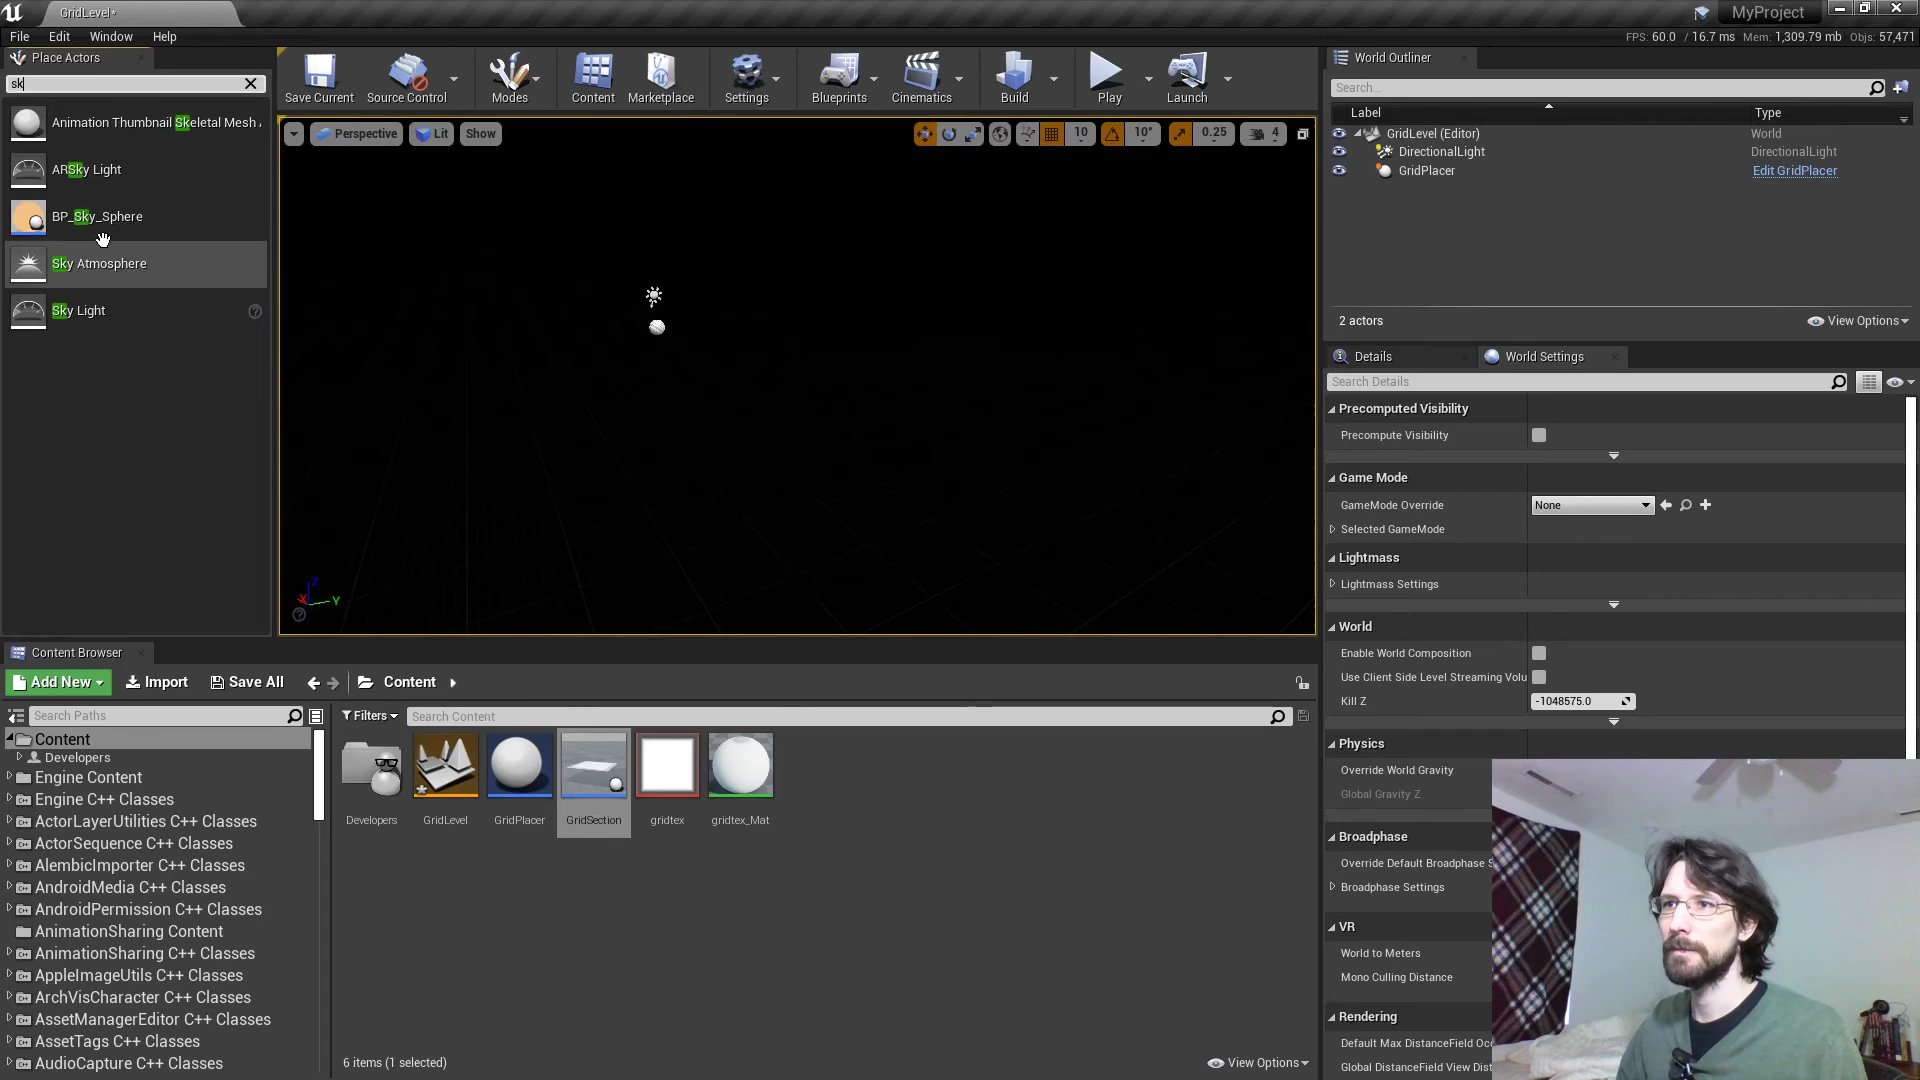 GridLevel*
MyProject
File Edit Window Help
FPS: 60.0 / 16.7 ms Mem: 1,309.79 mb Objs: 57,471
Place Actors
sk
Animation Thumbnail Skeletal Mesh
ARSky Light
BP_Sky_Sphere
Sky Atmosphere
Sky Light
Save Current Source Control Modes Content Marketplace Settings Blueprints Cinematics Build Play Launch
Perspective Lit Show 10 10° 0.25 4
Z
X
Y
World Outliner
Search...
Label Type
GridLevel (Editor) World
DirectionalLight DirectionalLight
GridPlacer Edit GridPlacer
2 actors View Options
Details World Settings
Search Details
Precomputed Visibility
Precompute Visibility
Game Mode
GameMode Override None
Selected GameMode
Lightmass
Lightmass Settings
World
Enable World Composition
Use Client Side Level Streaming Volu
Kill Z -1048575.0
Physics
Override World Gravity
Global Gravity Z
Broadphase
Override Default Broadphase S
Broadphase Settings
VR
World to Meters
Mono Culling Distance
Rendering
Default Max DistanceField Occ
Global DistanceField View Dist
Content Browser
Add New Import Save All Content
Search Paths Filters Search Content
Content
Developers
Engine Content
Engine C++ Classes
ActorLayerUtilities C++ Classes
ActorSequence C++ Classes
AlembicImporter C++ Classes
AndroidMedia C++ Classes
AndroidPermission C++ Classes
AnimationSharing Content
AnimationSharing C++ Classes
AppleImageUtils C++ Classes
ArchVisCharacter C++ Classes
AssetManagerEditor C++ Classes
AssetTags C++ Classes
AudioCapture C++ Classes
Developers GridLevel GridPlacer GridSection gridtex gridtex_Mat
6 items (1 selected) View Options